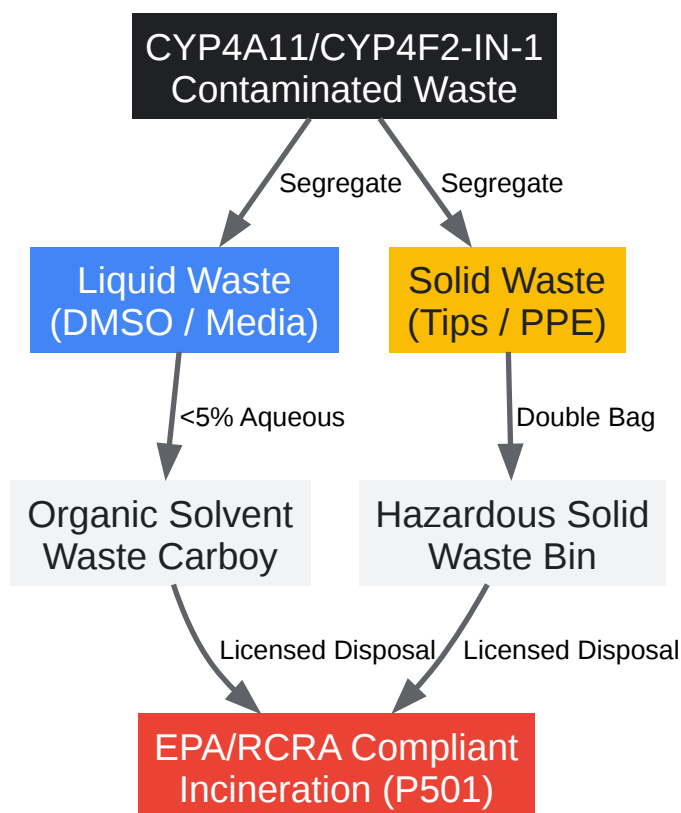 CYP4A11/CYP4F2-IN-1
Contaminated Waste
Segregate
Segregate
Liquid Waste
(DMSO / Media)
Solid Waste
(Tips / PPE)
<5% Aqueous
Double Bag
Organic Solvent
Waste Carboy
Hazardous Solid
Waste Bin
Licensed Disposal
Licensed Disposal
EPA/RCRA Compliant
Incineration (P501)